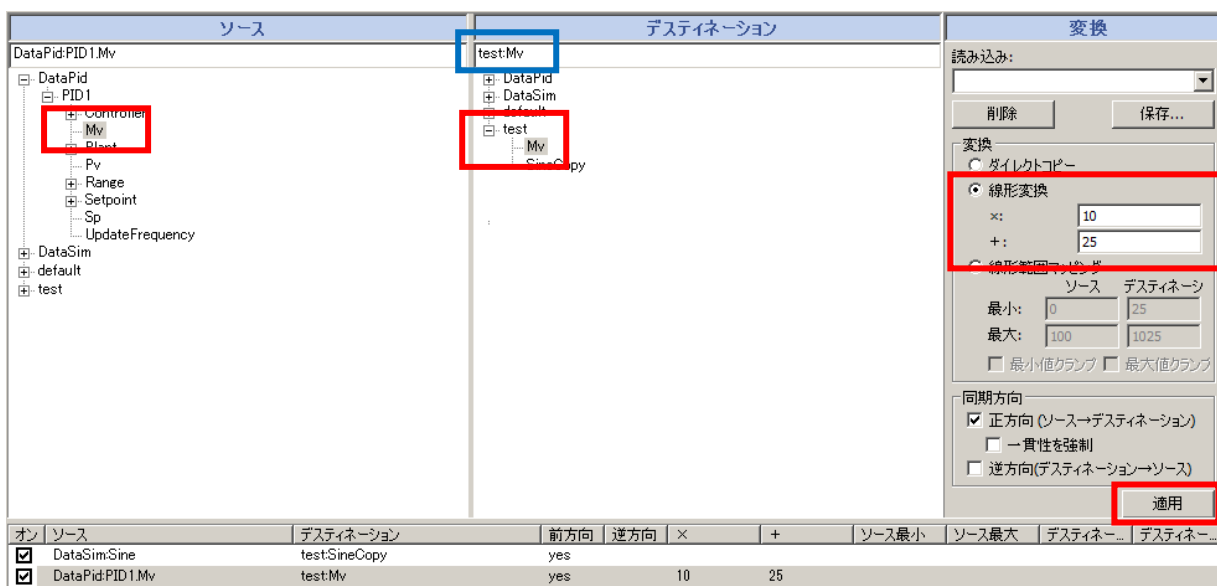 ソース
デスティネーション
変換
DataPid:PID1.Mv
test:Mv
読み込み:
削除
保存...
DataPid
PID1
Controller
Mv
Plant
Pv
Range
Setpoint
Sp
UpdateFrequency
DataSim
default
test
DataPid
DataSim
default
test
Mv
SineCopy
変換
ダイレクトコピー
線形変換
×: 10
+: 25
線形範囲マッピング
ソース デスティネーシ
最小: 0 25
最大: 100 1025
最小値クランプ 最大値クランプ
同期方向
正方向 (ソース→デスティネーション)
一貫性を強制
逆方向(デスティネーション→ソース)
適用
オン ソース デスティネーション 前方向 逆方向 × + ソース最小 ソース最大 デスティネー... デスティネー...
DataSim:Sine test:SineCopy yes
DataPid:PID1.Mv test:Mv yes 10 25